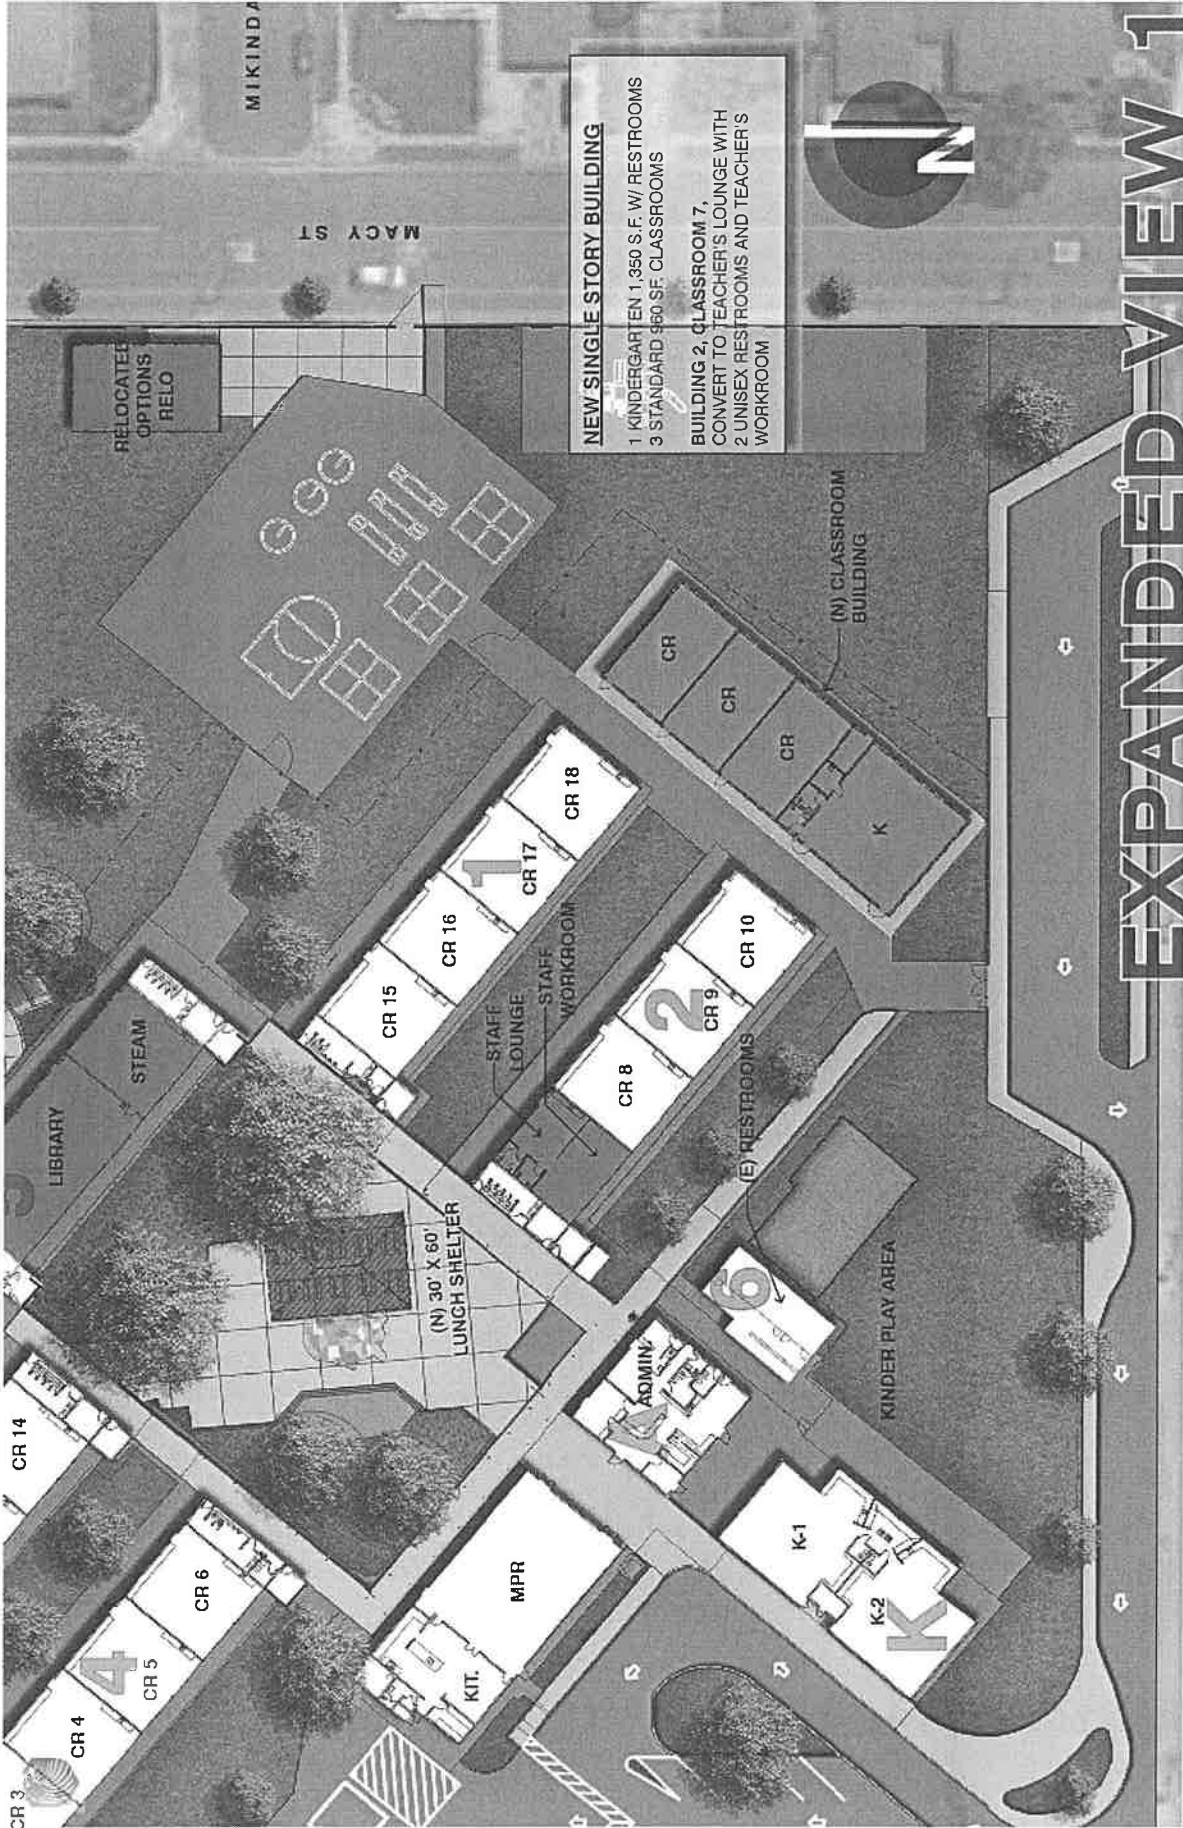 CR 3
CR 4
4
CR 5
CR 6
CR 14
LIBRARY
STEAM
RELOCATED
OPTIONS
RELO
MACY ST
MIKINDA
(N) 30' X 60'
LUNCH SHELTER
CR 15
CR 16
1
CR 17
CR 18
STAFF
LOUNGE
STAFF
WORKROOM
CR 8
2
CR 9
CR 10
CR
CR
CR
K
(N) CLASSROOM
BUILDING
NEW SINGLE STORY BUILDING
1 KINDERGARTEN 1,350 S.F. W/ RESTROOMS
3 STANDARD 960 SF. CLASSROOMS
BUILDING 2, CLASSROOM 7,
CONVERT TO TEACHER'S LOUNGE WITH
2 UNISEX RESTROOMS AND TEACHER'S
WORKROOM
N
KIT.
MPR
ADMIN
A
6
(E) RESTROOMS
K-1
K-2
K
KINDER PLAY AREA
EXPANDED VIEW 1